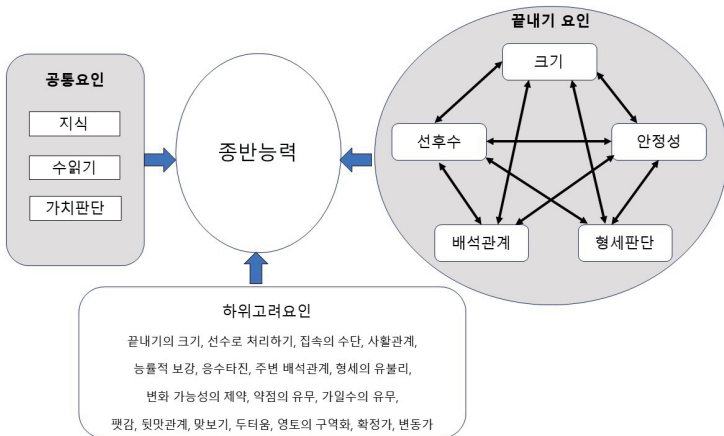 끝내기 요인
크기
선후수
안정성
배석관계
형세판단
공통요인
지식
수읽기
가치판단
종반능력
하위고려요인
끝내기의 크기, 선수로 처리하기, 집속의 수단, 사활관계,
능률적 보강, 응수타진, 주변 배석관계, 형세의 유불리,
변화 가능성의 제약, 약점의 유무, 가일수의 유무,
팻감, 뒷맛관계, 맞보기, 두터움, 영토의 구역화, 확정가, 변동가